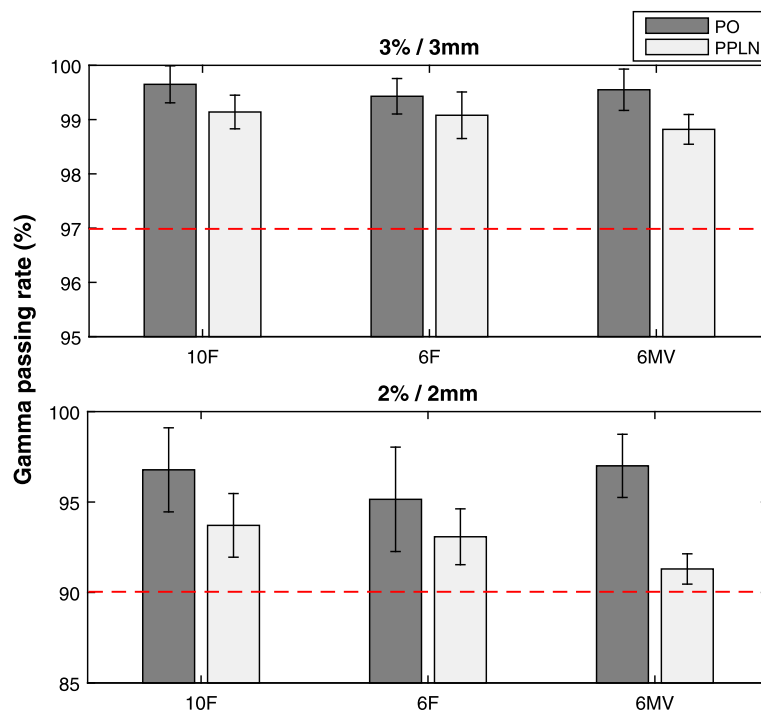 PO
PPLN
3% / 3mm
100
99
98
97
96
95
10F
6F
6MV
Gamma passing rate (%)
2% / 2mm
100
95
90
85
10F
6F
6MV